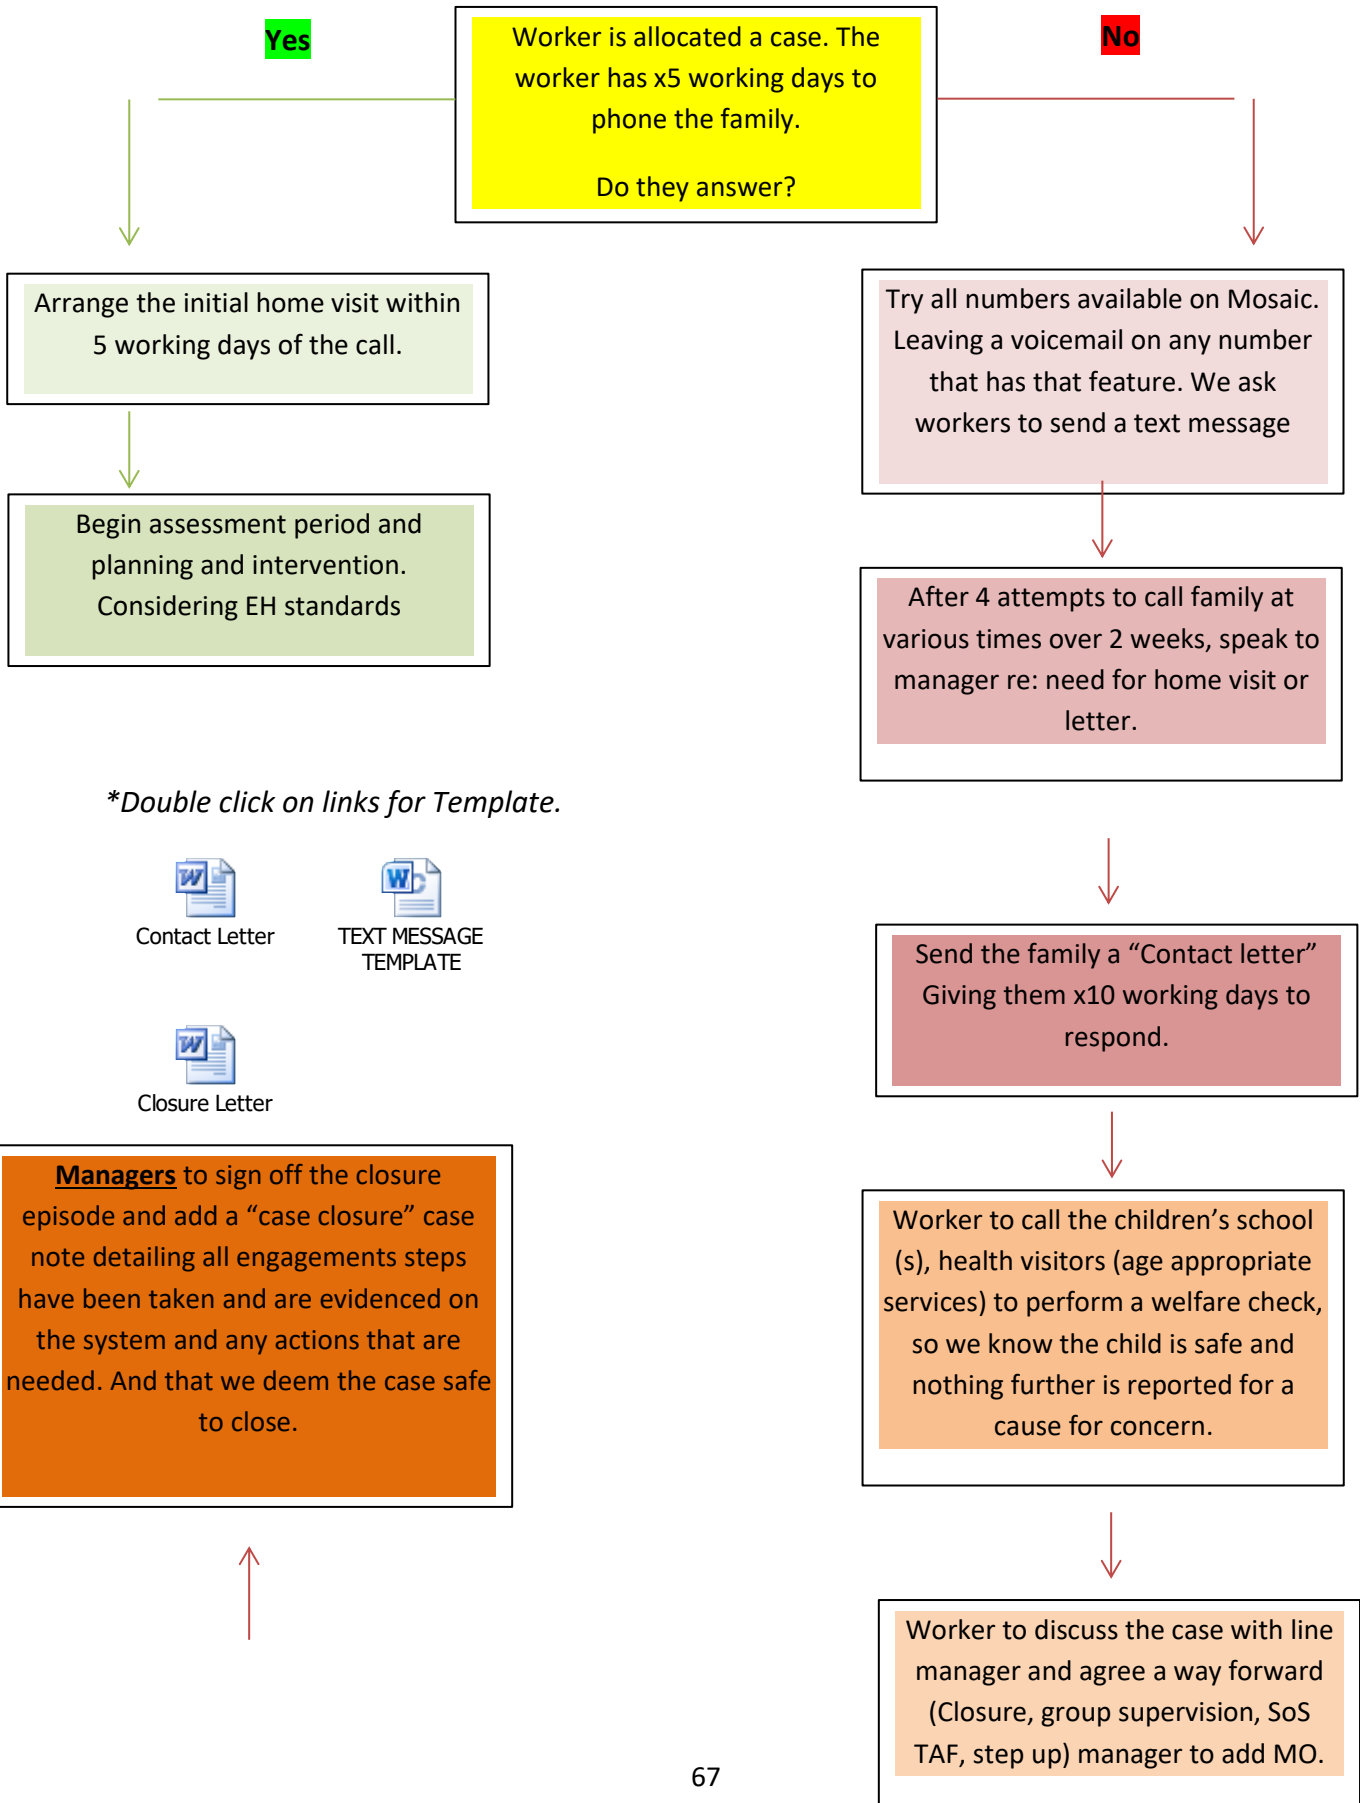 Yes
Worker is allocated a case. The
worker has x5 working days to
phone the family.
Do they answer?
No
Arrange the initial home visit within
5 working days of the call.
Begin assessment period and
planning and intervention.
Considering EH standards
Try all numbers available on Mosaic.
Leaving a voicemail on any number
that has that feature. We ask
workers to send a text message
After 4 attempts to call family at
various times over 2 weeks, speak to
manager re: need for home visit or
letter.
*Double click on links for Template.
Contact Letter
TEXT MESSAGE
TEMPLATE
Closure Letter
Send the family a “Contact letter”
Giving them x10 working days to
respond.
Worker to call the children’s school
(s), health visitors (age appropriate
services) to perform a welfare check,
so we know the child is safe and
nothing further is reported for a
cause for concern.
Worker to discuss the case with line
manager and agree a way forward
(Closure, group supervision, SoS
TAF, step up) manager to add MO.
Managers to sign off the closure
episode and add a “case closure” case
note detailing all engagements steps
have been taken and are evidenced on
the system and any actions that are
needed. And that we deem the case safe
to close.
67